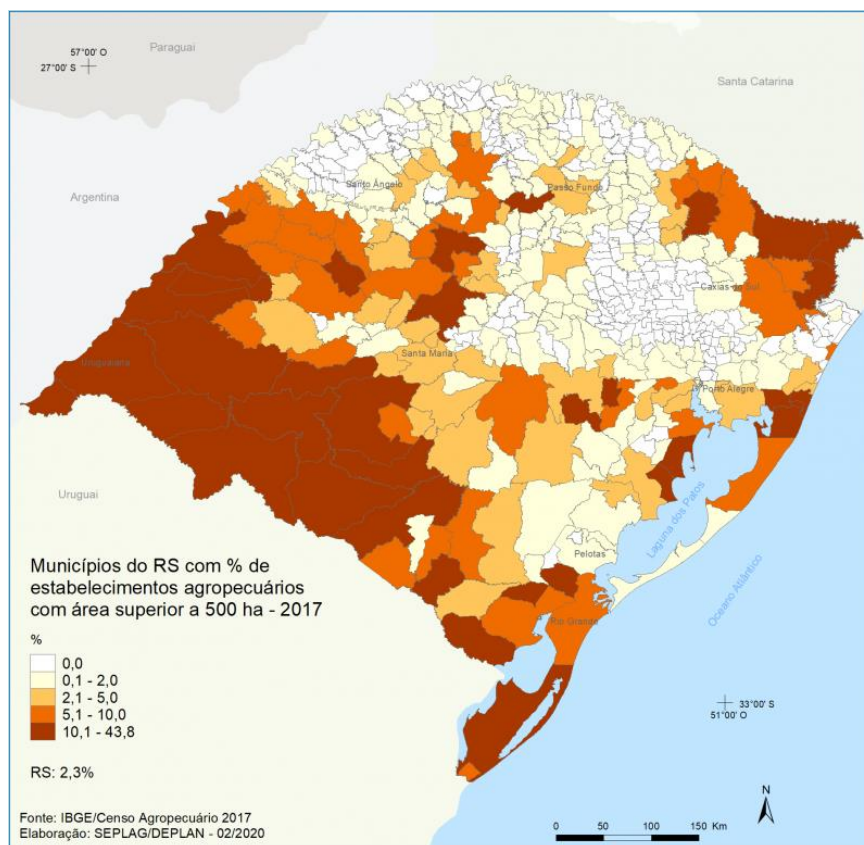 Paraguai
57°00' O
27°00' S
Santa Catarina
Argentina
Santo Ângelo
Passo Fundo
Caxias do Sul
Uruguaiana
Santa Maria
Porto Alegre
Uruguai
Laguna dos Patos
Pelotas
Oceano Atlântico
Rio Grande
Municípios do RS com % de
estabelecimentos agropecuários
com área superior a 500 ha - 2017
%
0,0
0,1 - 2,0
2,1 - 5,0
5,1 - 10,0
10,1 - 43,8
RS: 2,3%
33°00' S
51°00' O
N
Fonte: IBGE/Censo Agropecuário 2017
Elaboração: SEPLAG/DEPLAN - 02/2020
0 50 100 150 Km